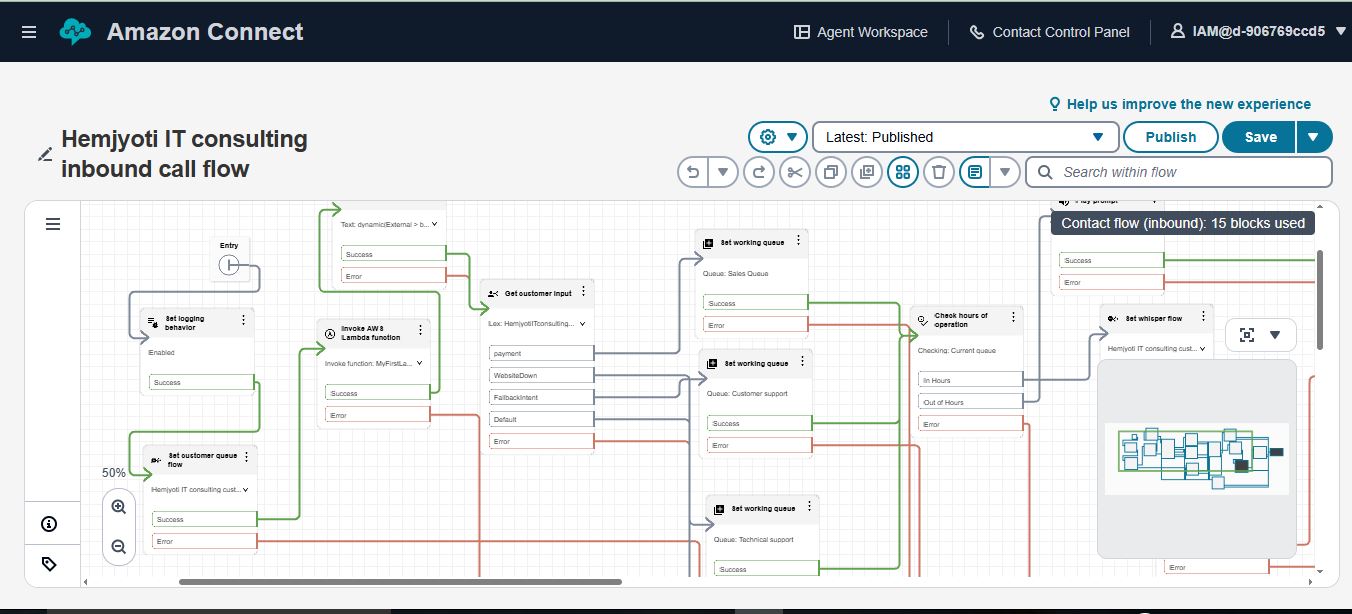 Amazon Connect
Agent Workspace
Contact Control Panel
IAM@d-906769ccd5
Help us improve the new experience
Hemjyoti IT consulting
inbound call flow
Latest: Published
Publish
Save
Search within flow
Contact flow (inbound): 15 blocks used
Entry
Set logging
behavior
Enabled
Success
Set customer queue
flow
Hemjyoti IT consulting cust...
Success
Error
50%
Text: dynamic(External > b...
Success
Error
Invoke AWS
Lambda function
Invoke function: MyFirstLa...
Success
Error
Get customer input
Lex: HemjyotiITconsulting...
payment
WebsiteDown
FallbackIntent
Default
Error
Set working queue
Queue: Sales Queue
Success
Error
Set working queue
Queue: Customer support
Success
Error
Set working queue
Queue: Technical support
Success
Check hours of
operation
Checking: Current queue
In Hours
Out of Hours
Error
Play prompt
Success
Error
Set whisper flow
Hemjyoti IT consulting cust...
Error